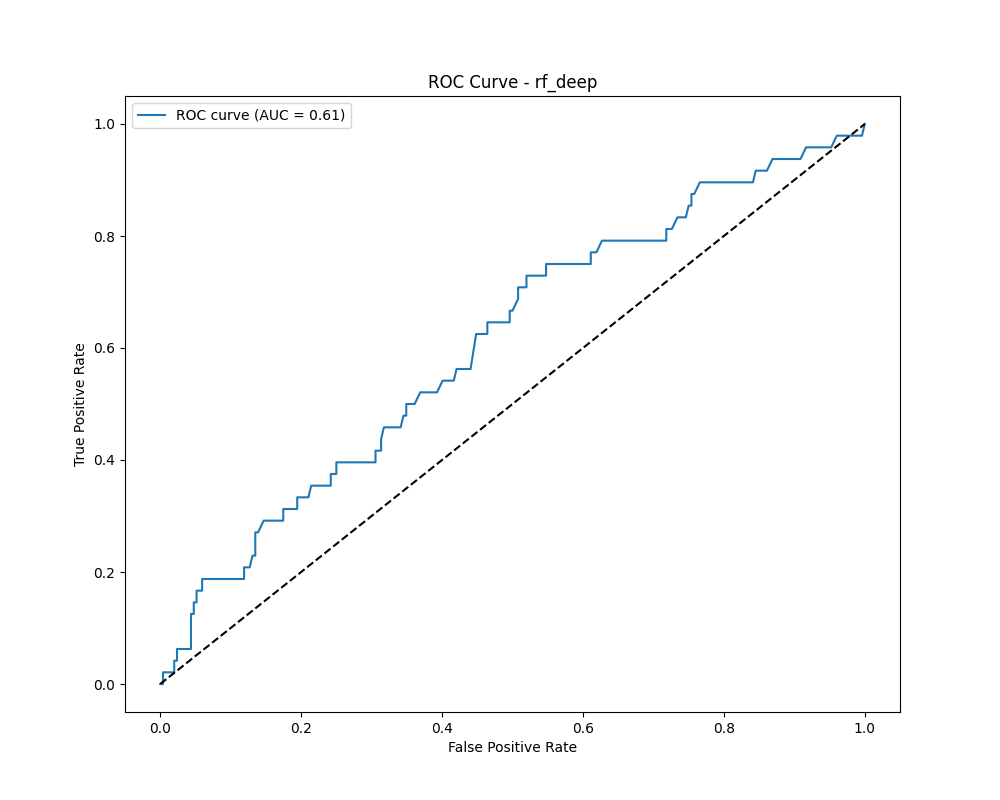 ROC Curve - rf_deep
ROC curve (AUC = 0.61)
True Positive Rate
1.0
0.8
0.6
0.4
0.2
0.0
0.0 0.2 0.4 0.6 0.8 1.0
False Positive Rate